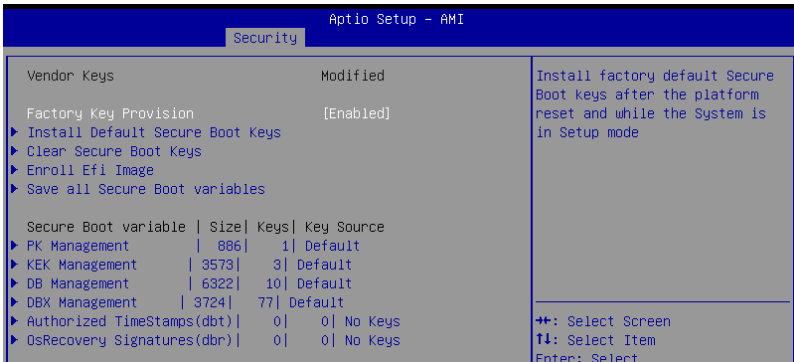 Aptio Setup - AMI
Security
Vendor Keys Modified
Factory Key Provision [Enabled]
Install Default Secure Boot Keys
Clear Secure Boot Keys
Enroll Efi Image
Save all Secure Boot variables
Secure Boot variable | Size| Keys| Key Source
PK Management | 886| 1| Default
KEK Management | 3573| 3| Default
DB Management | 6322| 10| Default
DBX Management | 3724| 77| Default
Authorized TimeStamps(dbt)| 0| 0| No Keys
OsRecovery Signatures(dbr)| 0| 0| No Keys
Install factory default Secure
Boot keys after the platform
reset and while the System is
in Setup mode
→←: Select Screen
↑↓: Select Item
Enter: Select